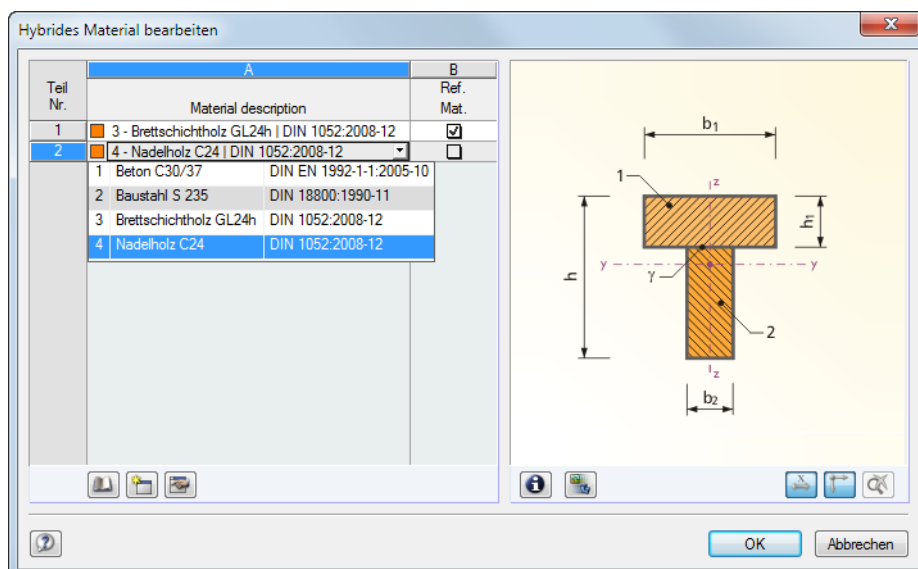 Hybrides Material bearbeiten
Teil Nr.
A
Material description
B
Ref. Mat.
1 3 - Brettschichtholz GL24h | DIN 1052:2008-12
2 4 - Nadelholz C24 | DIN 1052:2008-12
1 Beton C30/37 DIN EN 1992-1-1:2005-10
2 Baustahl S 235 DIN 18800:1990-11
3 Brettschichtholz GL24h DIN 1052:2008-12
4 Nadelholz C24 DIN 1052:2008-12
b₁
1
z
h₁
h
y
y
γ
2
z
b₂
OK
Abbrechen